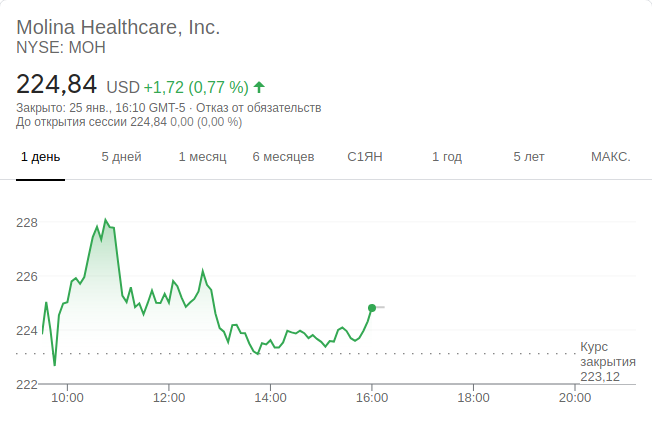 Molina Healthcare, Inc.
NYSE: MOH
224,84 USD +1,72 (0,77 %)
Закрыто: 25 янв., 16:10 GMT-5 · Отказ от обязательств
До открытия сессии 224,84 0,00 (0,00 %)
1 день 5 дней 1 месяц 6 месяцев С1ЯН 1 год 5 лет МАКС.
228
226
224
222
Курс
закрытия
223,12
10:00 12:00 14:00 16:00 18:00 20:00